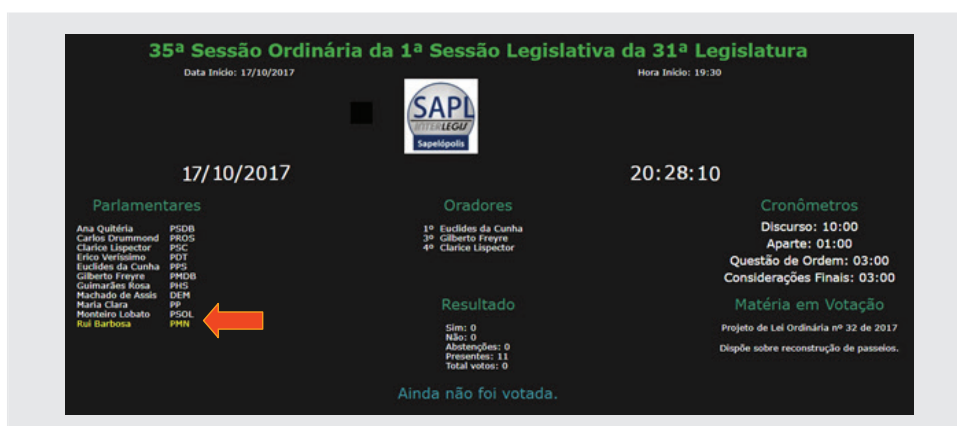 35ª Sessão Ordinária da 1ª Sessão Legislativa da 31ª Legislatura
Data Início: 17/10/2017
Hora Início: 19:30
SAPL
INTERLEGIS
Sapelópolis
17/10/2017
20:28:10
Parlamentares
Ana Quitéria PSDB
Carlos Drummond PROS
Clarice Lispector PSC
Erico Verissimo PDT
Euclides da Cunha PPS
Gilberto Freyre PMDB
Guimarães Rosa PHS
Machado de Assis DEM
Maria Clara PP
Monteiro Lobato PSOL
Rui Barbosa PMN
Oradores
1º Euclides da Cunha
3º Gilberto Freyre
4º Clarice Lispector
Resultado
Sim: 0
Não: 0
Abstenções: 0
Presentes: 11
Total votos: 0
Cronômetros
Discurso: 10:00
Aparte: 01:00
Questão de Ordem: 03:00
Considerações Finais: 03:00
Matéria em Votação
Projeto de Lei Ordinária nº 32 de 2017
Dispõe sobre reconstrução de passeios.
Ainda não foi votada.